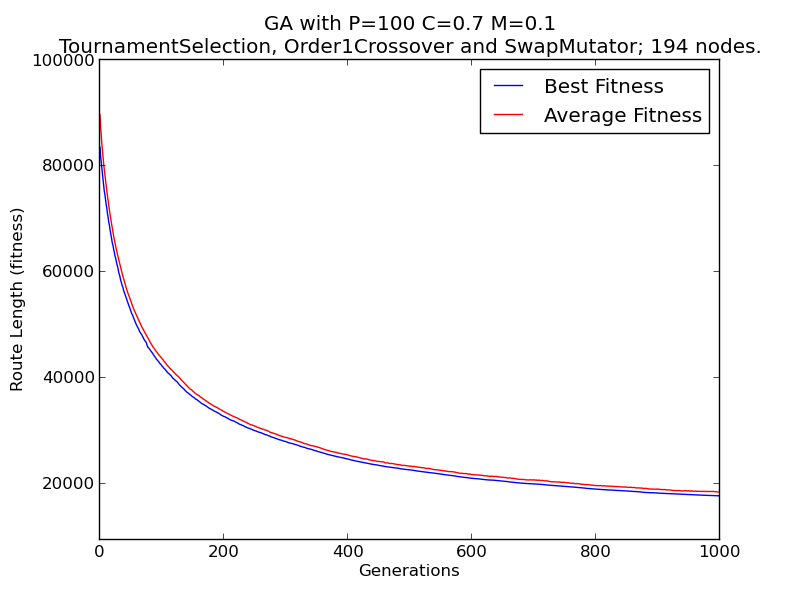 GA with P=100 C=0.7 M=0.1
TournamentSelection, Order1Crossover and SwapMutator; 194 nodes.
Best Fitness
Average Fitness
Route Length (fitness)
100000
80000
60000
40000
20000
0 200 400 600 800 1000
Generations